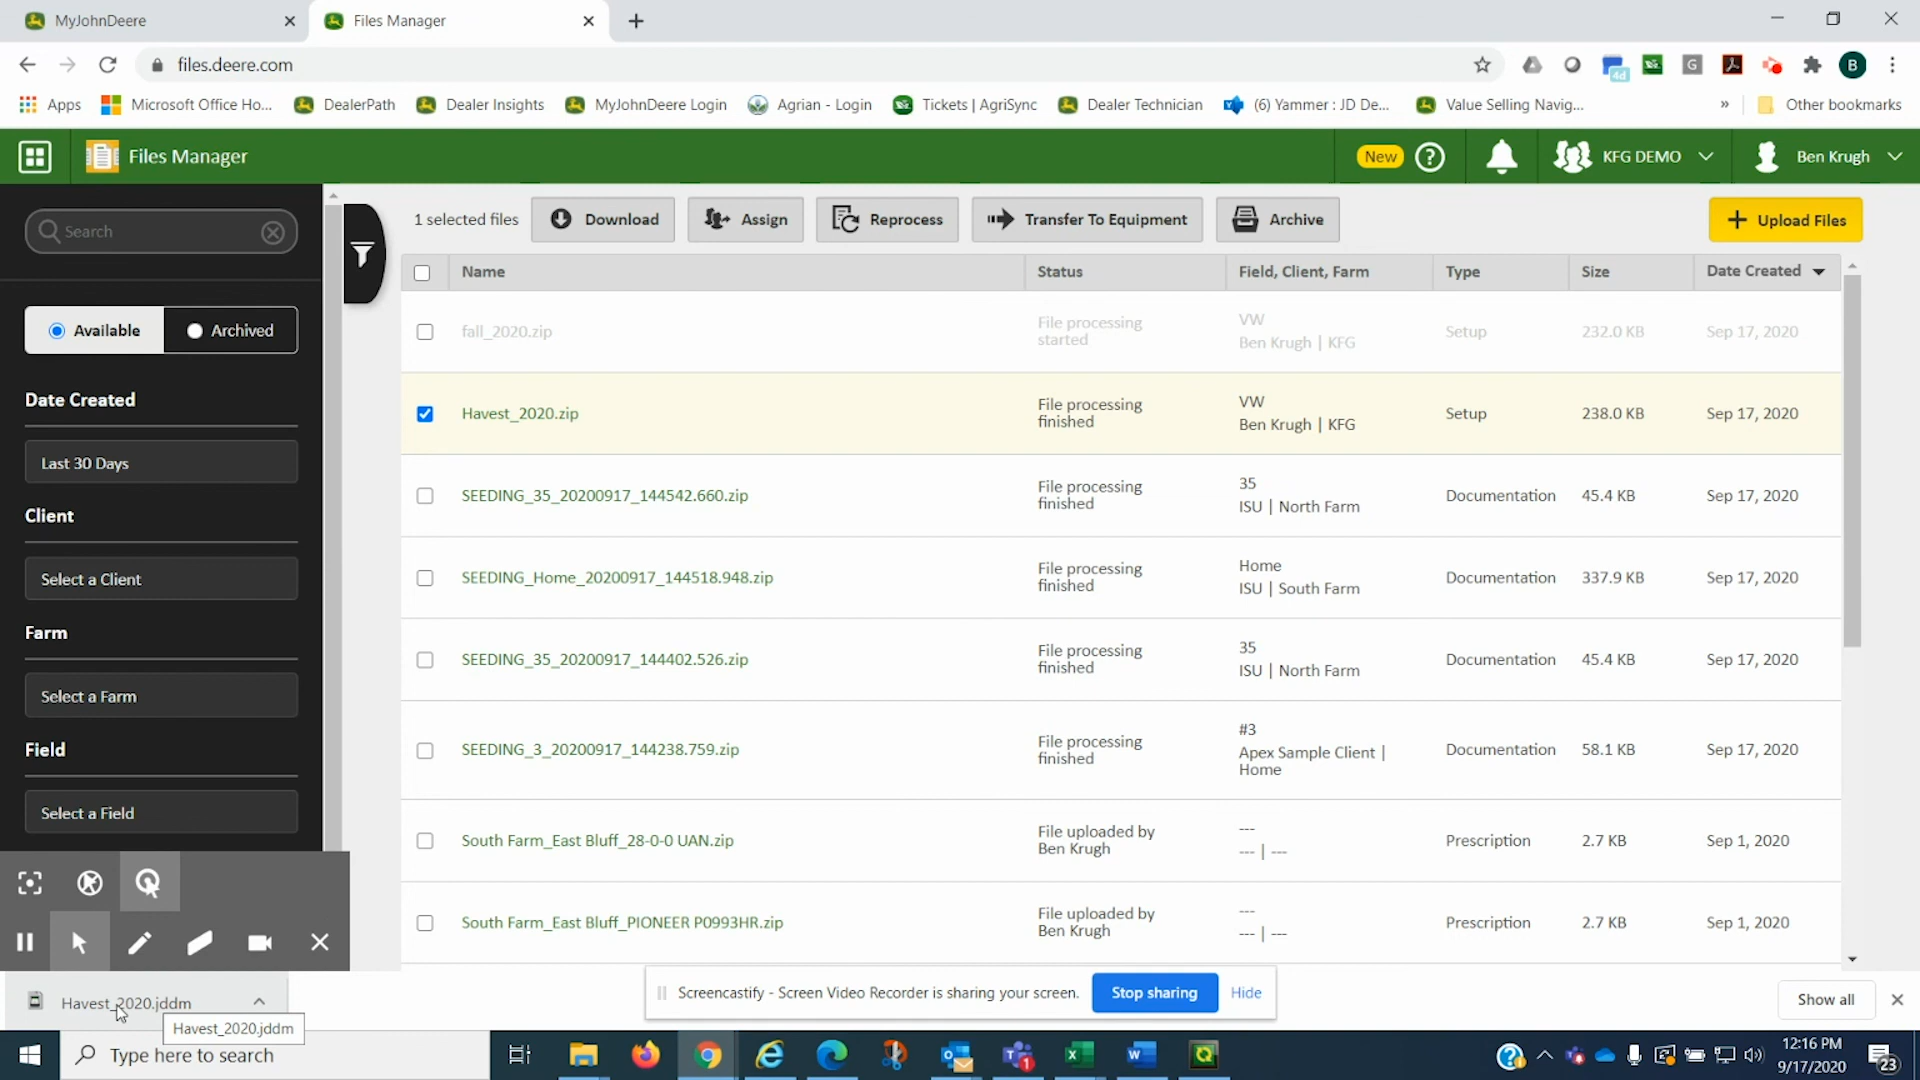 MyJohnDeere
Files Manager
files.deere.com
4d
G
B
Apps
Microsoft Office Ho...
DealerPath
Dealer Insights
MyJohnDeere Login
Agrian - Login
Tickets | AgriSync
Dealer Technician
(6) Yammer : JD De...
Value Selling Navig...
»
Other bookmarks
Files Manager
New
?
KFG DEMO
Ben Krugh
Search
1 selected files
Download
Assign
Reprocess
Transfer To Equipment
Archive
+ Upload Files
Available
Archived
Date Created
Last 30 Days
Client
Select a Client
Farm
Select a Farm
Field
Select a Field
Name
Status
Field, Client, Farm
Type
Size
Date Created
fall_2020.zip
File processing
started
VW
Ben Krugh | KFG
Setup
232.0 KB
Sep 17, 2020
Havest_2020.zip
File processing
finished
VW
Ben Krugh | KFG
Setup
238.0 KB
Sep 17, 2020
SEEDING_35_20200917_144542.660.zip
File processing
finished
35
ISU | North Farm
Documentation
45.4 KB
Sep 17, 2020
SEEDING_Home_20200917_144518.948.zip
File processing
finished
Home
ISU | South Farm
Documentation
337.9 KB
Sep 17, 2020
SEEDING_35_20200917_144402.526.zip
File processing
finished
35
ISU | North Farm
Documentation
45.4 KB
Sep 17, 2020
SEEDING_3_20200917_144238.759.zip
File processing
finished
#3
Apex Sample Client |
Home
Documentation
58.1 KB
Sep 17, 2020
South Farm_East Bluff_28-0-0 UAN.zip
File uploaded by
Ben Krugh
---
--- | ---
Prescription
2.7 KB
Sep 1, 2020
South Farm_East Bluff_PIONEER P0993HR.zip
File uploaded by
Ben Krugh
---
--- | ---
Prescription
2.7 KB
Sep 1, 2020
Havest_2020.jddm
Havest_2020.jddm
Screencastify - Screen Video Recorder is sharing your screen.
Stop sharing
Hide
Show all
Type here to search
1
12:16 PM
9/17/2020
23